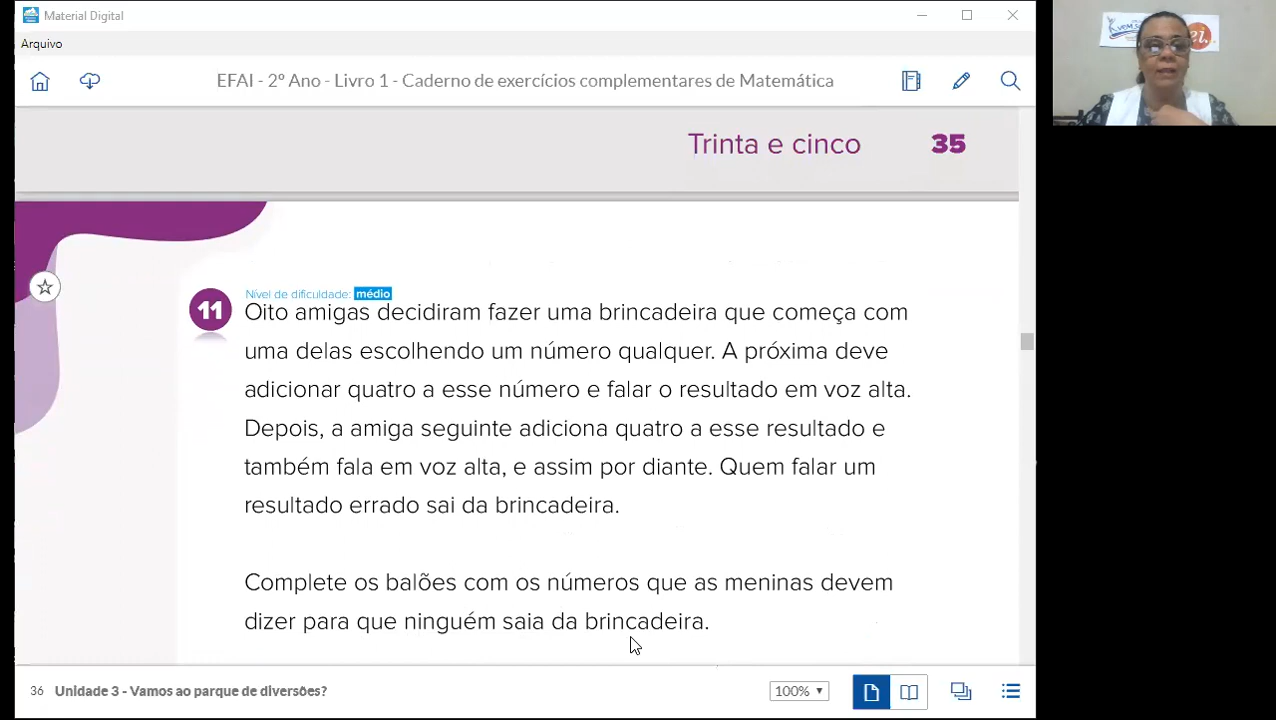 Material Digital
Arquivo
EFAI - 2º Ano - Livro 1 - Caderno de exercícios complementares de Matemática
Trinta e cinco 35
Nível de dificuldade: médio
11 Oito amigas decidiram fazer uma brincadeira que começa com
uma delas escolhendo um número qualquer. A próxima deve
adicionar quatro a esse número e falar o resultado em voz alta.
Depois, a amiga seguinte adiciona quatro a esse resultado e
também fala em voz alta, e assim por diante. Quem falar um
resultado errado sai da brincadeira.
Complete os balões com os números que as meninas devem
dizer para que ninguém saia da brincadeira.
36 Unidade 3 - Vamos ao parque de diversões?
100%